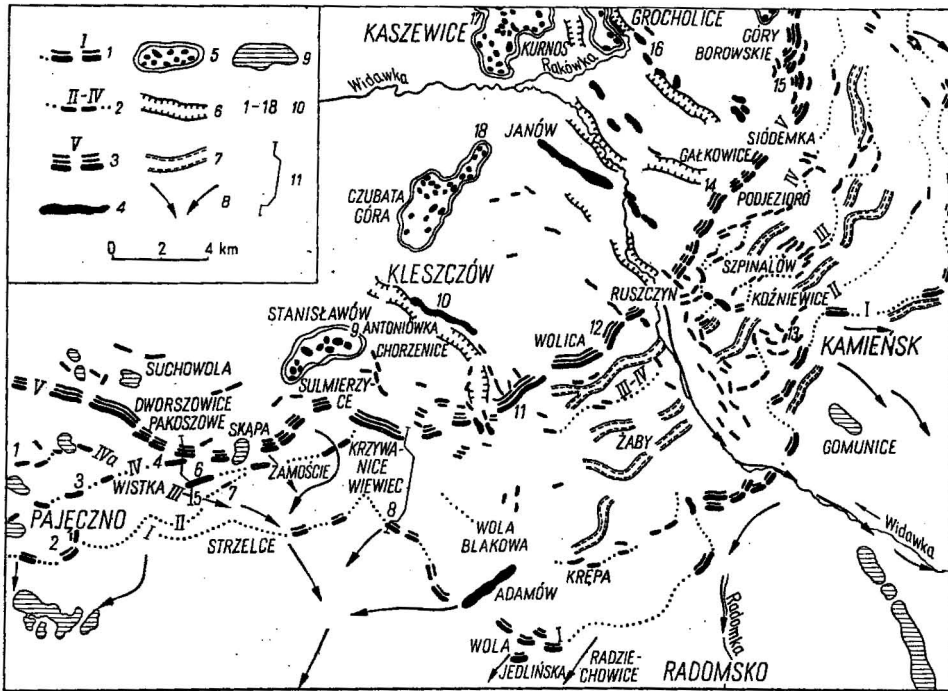 I
1
5
9
II-IV
2
6
1-18
10
V
3
7
I
11
I
4
8
0 2 4 km
KASZEWICE
17
KURNOS
GROCHOLICE
16
GÓRY
BOROWSKIE
15
Rakówka
Widawka
V
SIÓDEMKA
JANÓW
GAŁKOWICE
IV
18
CZUBATA
GÓRA
14
PODJEZIORO
III
SZPINALÓW
II
KLESZCZÓW
10
RUSZCZYN
KOŹNIEWICE
I
STANISŁAWÓW
9
ANTONIÓWKA
CHORZENICE
12
WOLICA
13
KAMIEŃSK
SUCHOWOLA
SULMIERZY-
CE
III-IV
11
V
DWORSZOWICE
PAKOSZOWE
SKĄPA
I
I
KRZYWA-
NICE
WIEWIEC
ŻABY
GOMUNICE
1
IVa
IV
4
6
ZAMOŚCIE
3
WISTKA
III
5
7
PAJĘCZNO
II
I
8
WOLA
BLAKOWA
Widawka
2
STRZELCE
KRĘPA
ADAMÓW
Radomka
I
WOLA
JEDLIŃSKA
RADZIE-
CHOWICE
RADOMSKO